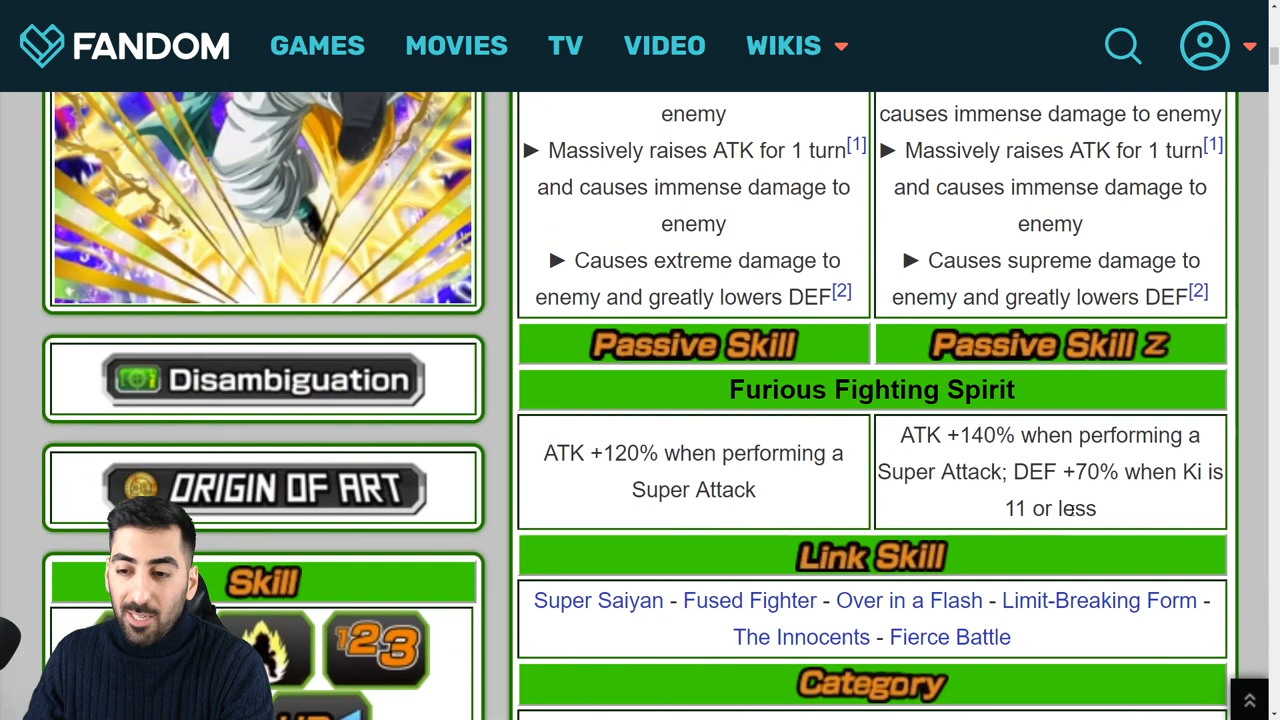 FANDOM GAMES MOVIES TV VIDEO WIKIS
enemy
► Massively raises ATK for 1 turn[1]
and causes immense damage to
enemy
► Causes extreme damage to
enemy and greatly lowers DEF[2]
causes immense damage to enemy
► Massively raises ATK for 1 turn[1]
and causes immense damage to
enemy
► Causes supreme damage to
enemy and greatly lowers DEF[2]
Passive Skill
Passive Skill Z
Furious Fighting Spirit
ATK +120% when performing a
Super Attack
ATK +140% when performing a
Super Attack; DEF +70% when Ki is
11 or less
Link Skill
Super Saiyan - Fused Fighter - Over in a Flash - Limit-Breaking Form -
The Innocents - Fierce Battle
Category
Disambiguation
ORIGIN OF ART
Skill
123